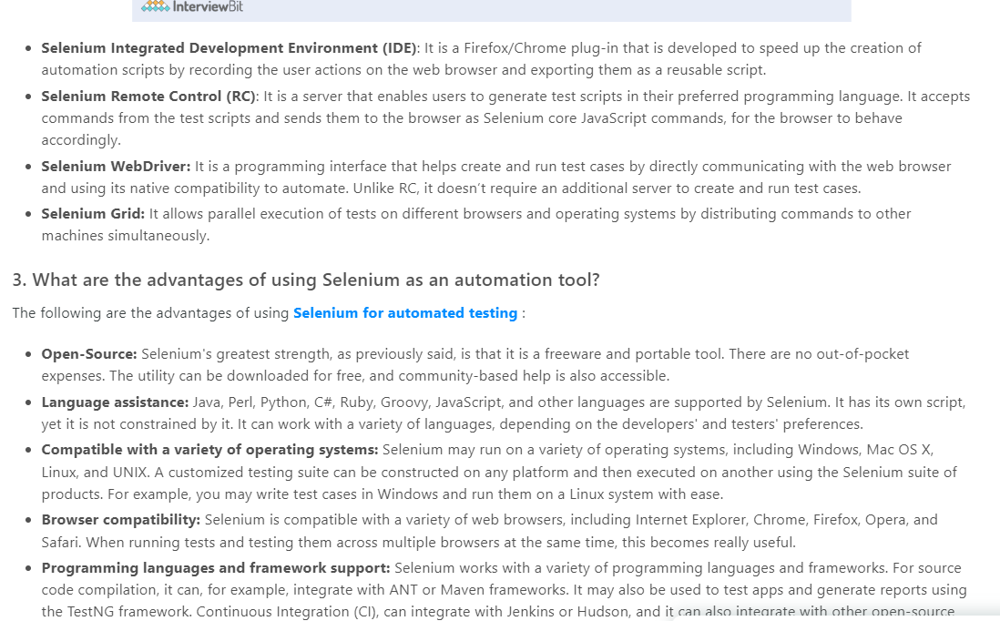 InterviewBit
• Selenium Integrated Development Environment (IDE): It is a Firefox/Chrome plug-in that is developed to speed up the creation of
automation scripts by recording the user actions on the web browser and exporting them as a reusable script.
• Selenium Remote Control (RC): It is a server that enables users to generate test scripts in their preferred programming language. It accepts
commands from the test scripts and sends them to the browser as Selenium core JavaScript commands, for the browser to behave
accordingly.
• Selenium WebDriver: It is a programming interface that helps create and run test cases by directly communicating with the web browser
and using its native compatibility to automate. Unlike RC, it doesn't require an additional server to create and run test cases.
• Selenium Grid: It allows parallel execution of tests on different browsers and operating systems by distributing commands to other
machines simultaneously.
3. What are the advantages of using Selenium as an automation tool?
The following are the advantages of using Selenium for automated testing :
• Open-Source: Selenium's greatest strength, as previously said, is that it is a freeware and portable tool. There are no out-of-pocket
expenses. The utility can be downloaded for free, and community-based help is also accessible.
• Language assistance: Java, Perl, Python, C#, Ruby, Groovy, JavaScript, and other languages are supported by Selenium. It has its own script,
yet it is not constrained by it. It can work with a variety of languages, depending on the developers' and testers' preferences.
• Compatible with a variety of operating systems: Selenium may run on a variety of operating systems, including Windows, Mac OS X,
Linux, and UNIX. A customized testing suite can be constructed on any platform and then executed on another using the Selenium suite of
products. For example, you may write test cases in Windows and run them on a Linux system with ease.
• Browser compatibility: Selenium is compatible with a variety of web browsers, including Internet Explorer, Chrome, Firefox, Opera, and
Safari. When running tests and testing them across multiple browsers at the same time, this becomes really useful.
• Programming languages and framework support: Selenium works with a variety of programming languages and frameworks. For source
code compilation, it can, for example, integrate with ANT or Maven frameworks. It may also be used to test apps and generate reports using
the TestNG framework. Continuous Integration (CI), can integrate with Jenkins or Hudson, and it can also integrate with other open-source